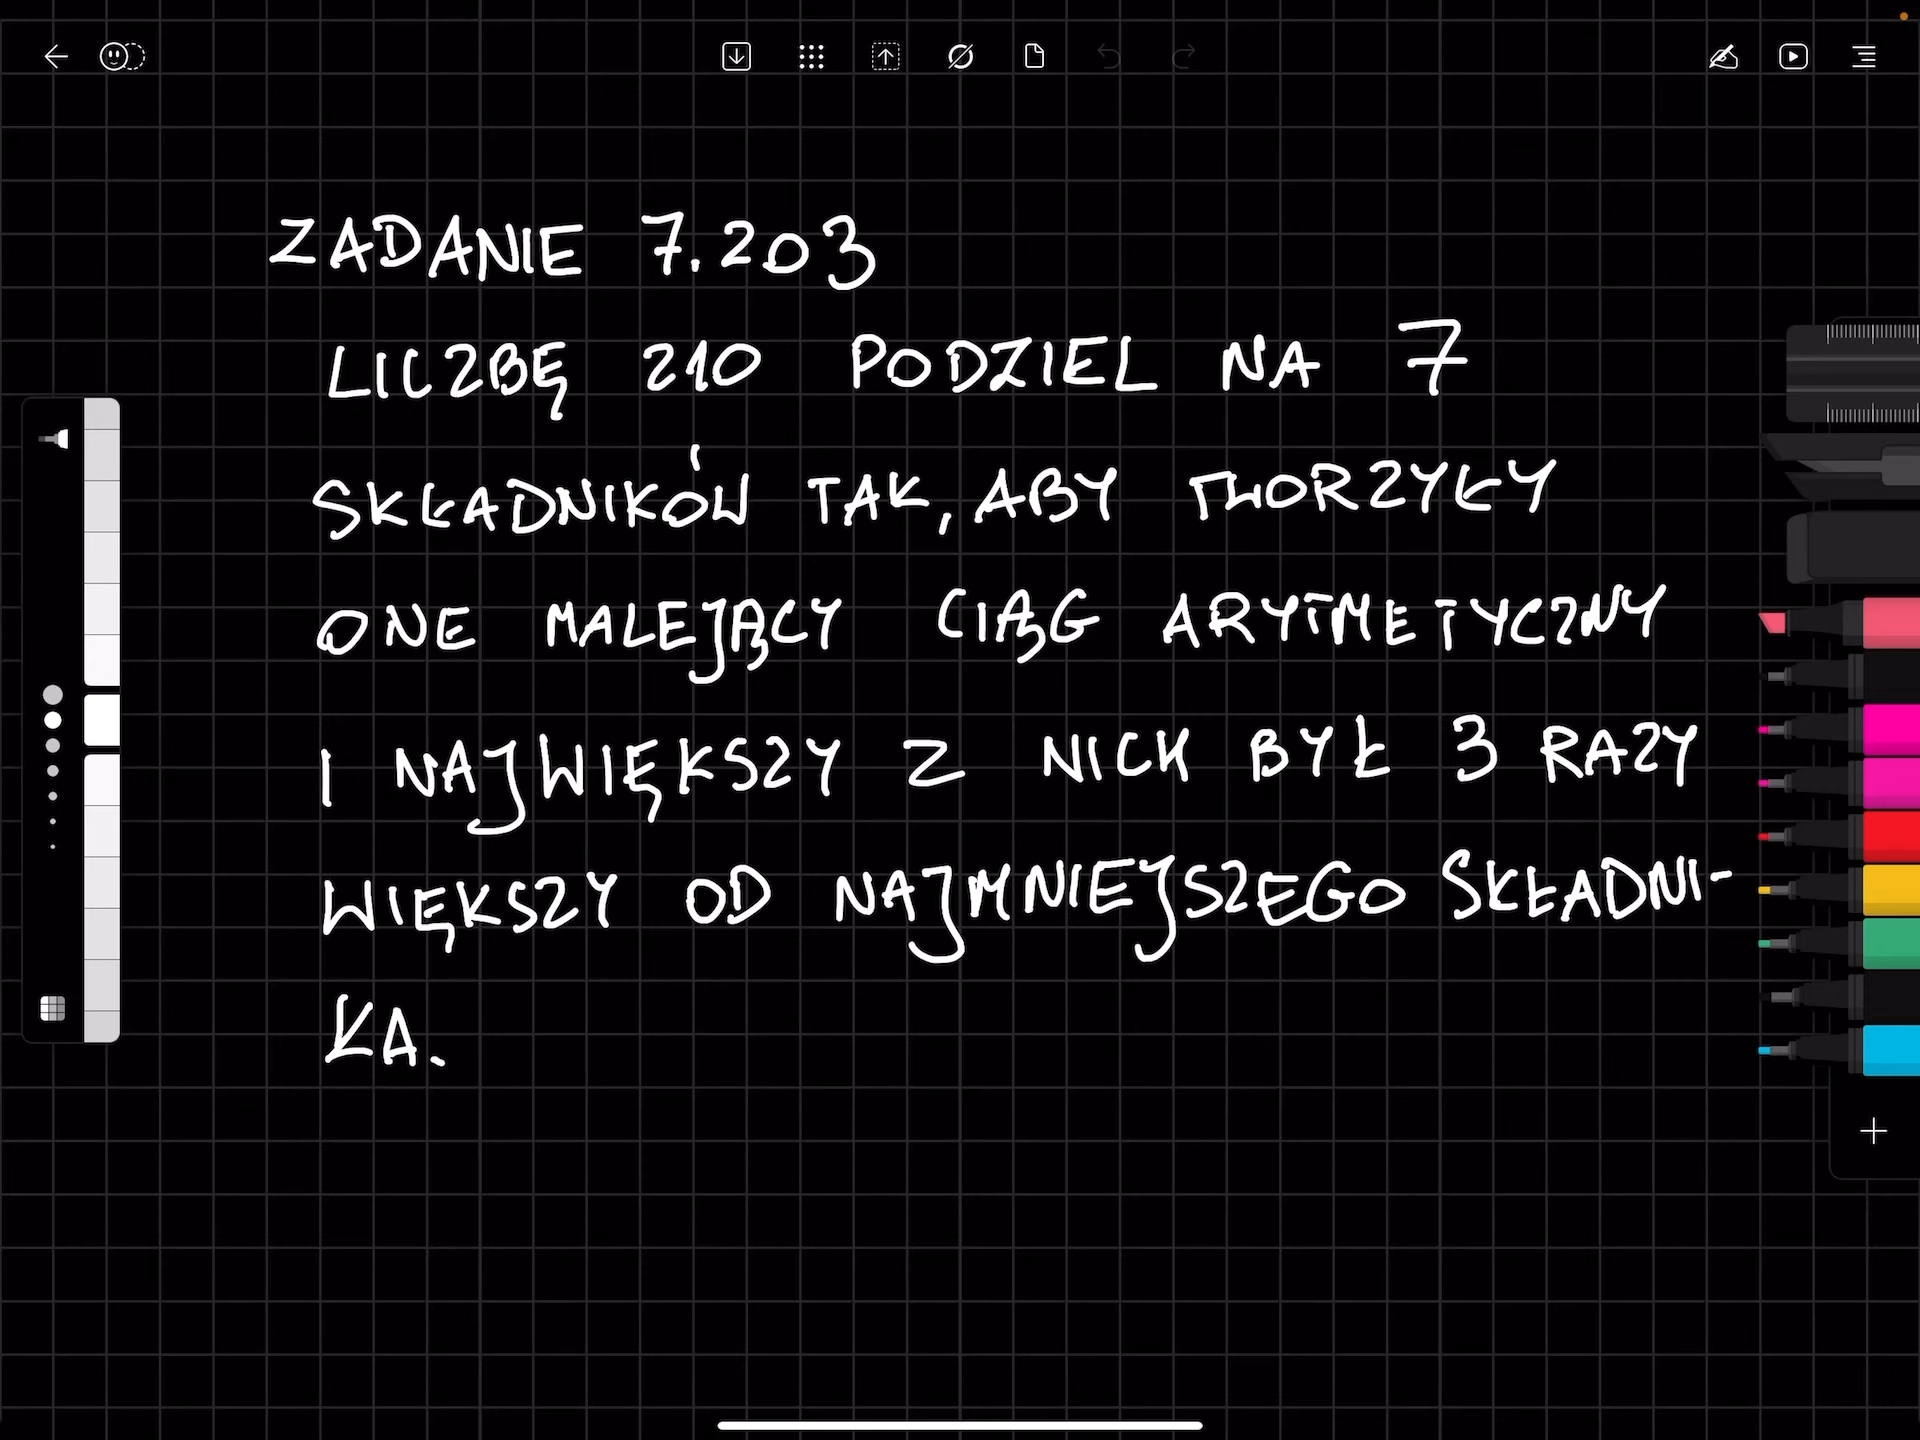 ZADANIE 7.203
LICZBĘ 210 PODZIEL NA 7
SKŁADNIKÓW TAK, ABY TWORZYŁY
ONE MALEJĄCY CIĄG ARYTMETYCZNY
I NAJWIĘKSZY Z NICH BYŁ 3 RAZY
WIĘKSZY OD NAJMNIEJSZEGO SKŁADNI-
KA.